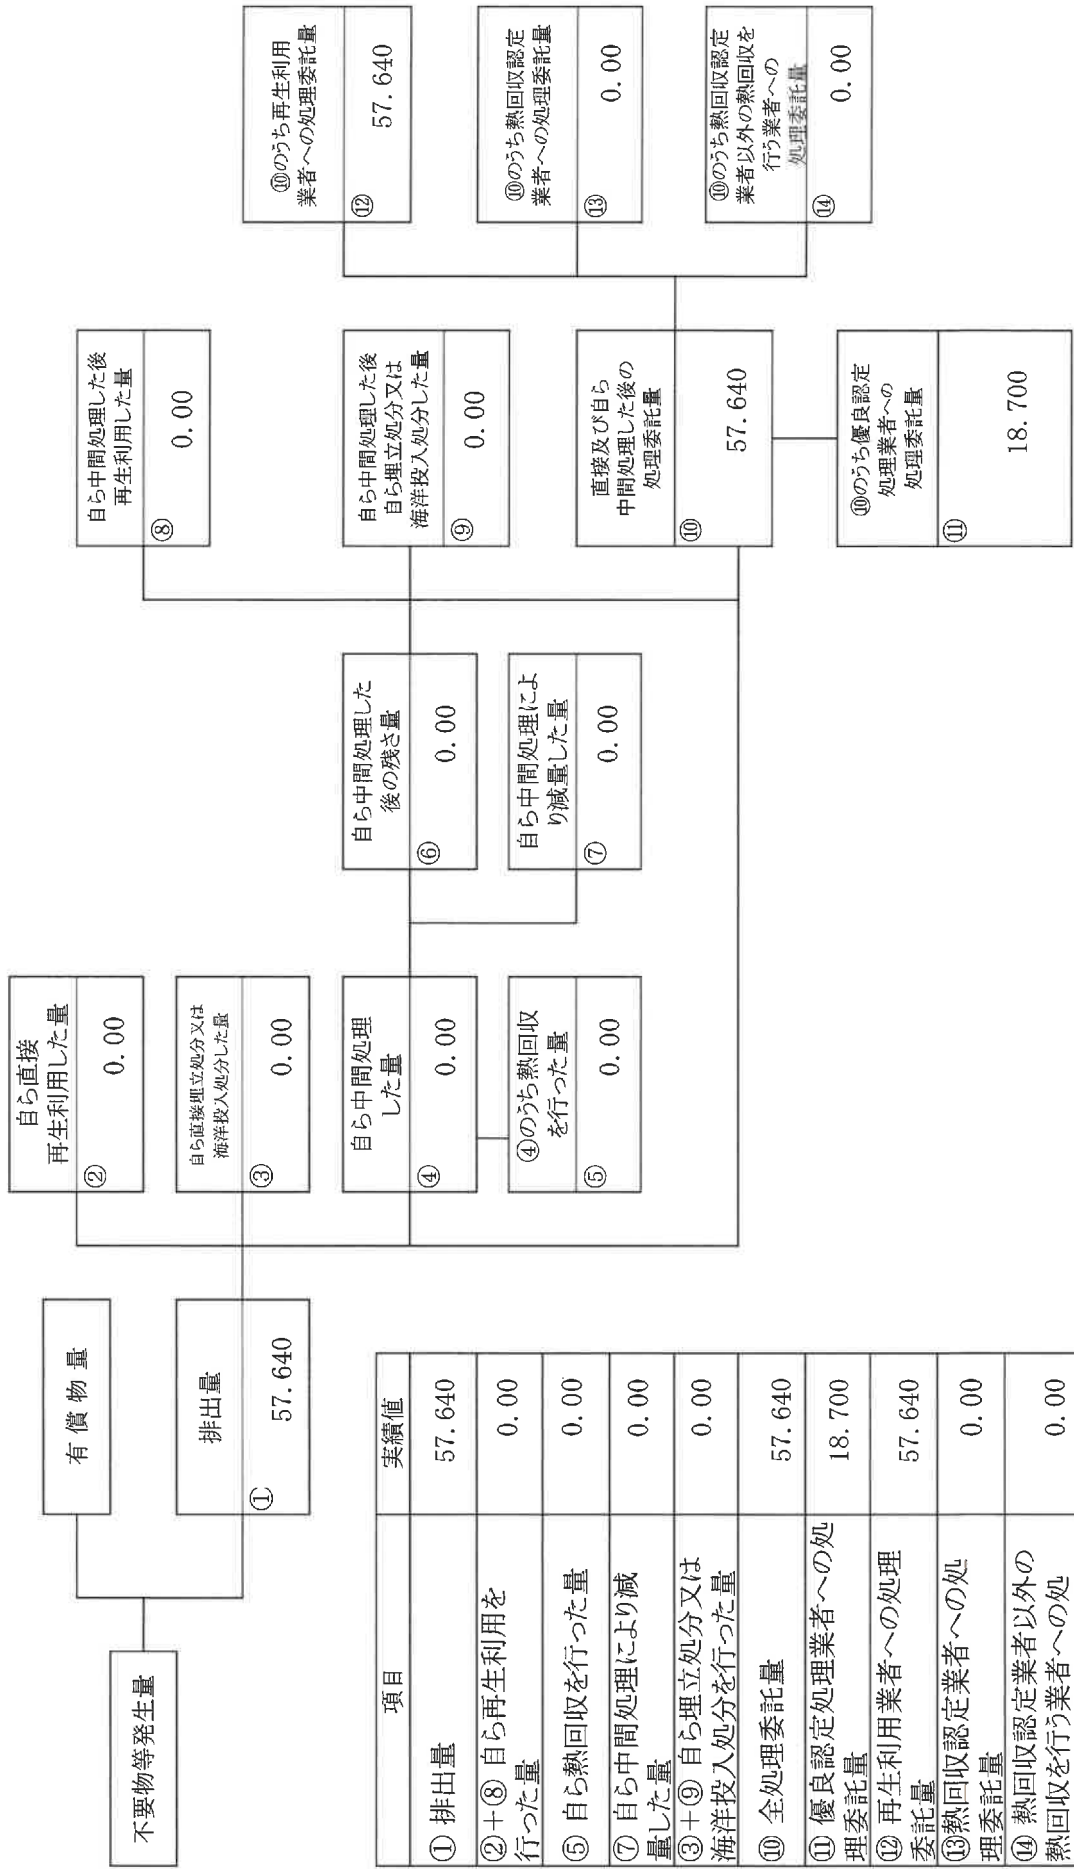 不要物等発生量
有償物量
排出量
①
57.640
自ら直接
再生利用した量
②
0.00
自ら直接埋立処分又は
海洋投入処分した量
③
0.00
自ら中間処理
した量
④
0.00
④のうち熱回収
を行った量
⑤
0.00
自ら中間処理した
後の残さ量
⑥
0.00
自ら中間処理によ
り減量した量
⑦
0.00
自ら中間処理した後
再生利用した量
⑧
0.00
自ら中間処理した後
自ら埋立処分又は
海洋投入処分した量
⑨
0.00
直接及び自ら
中間処理した後の
処理委託量
⑩
57.640
⑩のうち優良認定
処理業者への
処理委託量
⑪
18.700
⑩のうち再生利用
業者への処理委託量
⑫
57.640
⑩のうち熱回収認定
業者への処理委託量
⑬
0.00
⑩のうち熱回収認定
業者以外の熱回収を
行う業者への
処理委託量
⑭
0.00
項目 実績値
① 排出量 57.640
②+⑧ 自ら再生利用を
行った量 0.00
⑤ 自ら熱回収を行った量 0.00
⑦ 自ら中間処理により減
量した量 0.00
③+⑨ 自ら埋立処分又は
海洋投入処分を行った量 0.00
⑩ 全処理委託量 57.640
⑪ 優良認定処理業者への処
理委託量 18.700
⑫ 再生利用業者への処理
委託量 57.640
⑬熱回収認定業者への処
理委託量 0.00
⑭ 熱回収認定業者以外の
熱回収を行う業者への処 0.00